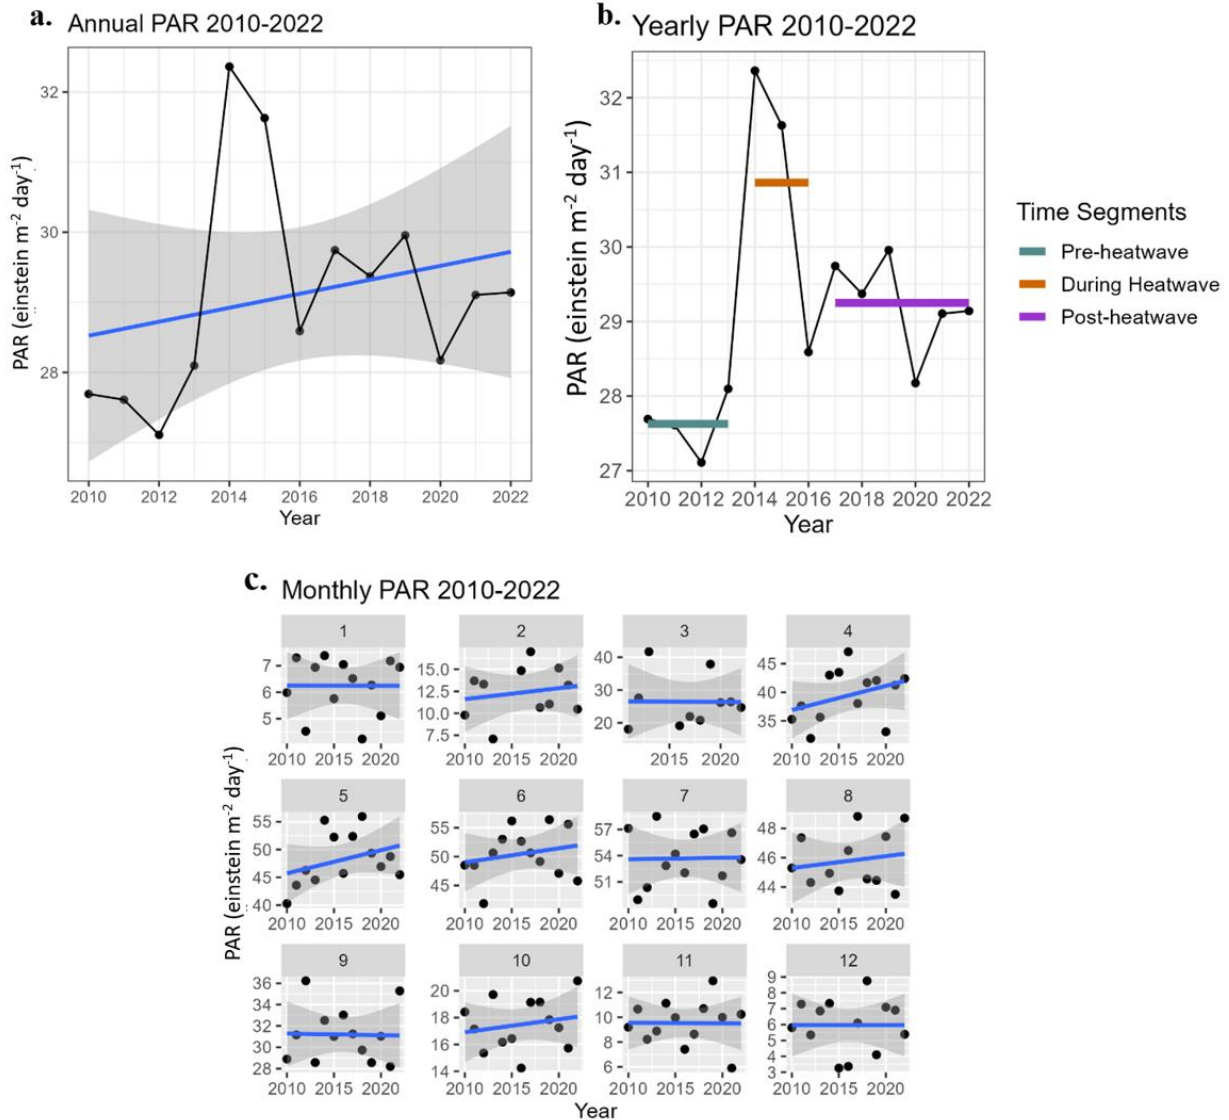 a. Annual PAR 2010-2022
PAR (einstein m⁻² day⁻¹)
32
30
28
2010 2012 2014 2016 2018 2020 2022
Year
b. Yearly PAR 2010-2022
PAR (einstein m⁻² day⁻¹)
32
31
30
29
28
27
2010 2012 2014 2016 2018 2020 2022
Year
Time Segments
Pre-heatwave
During Heatwave
Post-heatwave
c. Monthly PAR 2010-2022
PAR (einstein m⁻² day⁻¹)
1
7
6
5
2010 2015 2020
2
15.0
12.5
10.0
7.5
2010 2015 2020
3
40
30
20
2015 2020
4
45
40
35
2010 2015 2020
5
55
50
45
40
2010 2015 2020
6
55
50
45
2010 2015 2020
7
57
54
51
2010 2015 2020
8
48
46
44
2010 2015 2020
9
36
34
32
30
28
2010 2015 2020
10
20
18
16
14
2010 2015 2020
11
12
10
8
6
2010 2015 2020
12
9
8
7
6
5
4
3
2010 2015 2020
Year